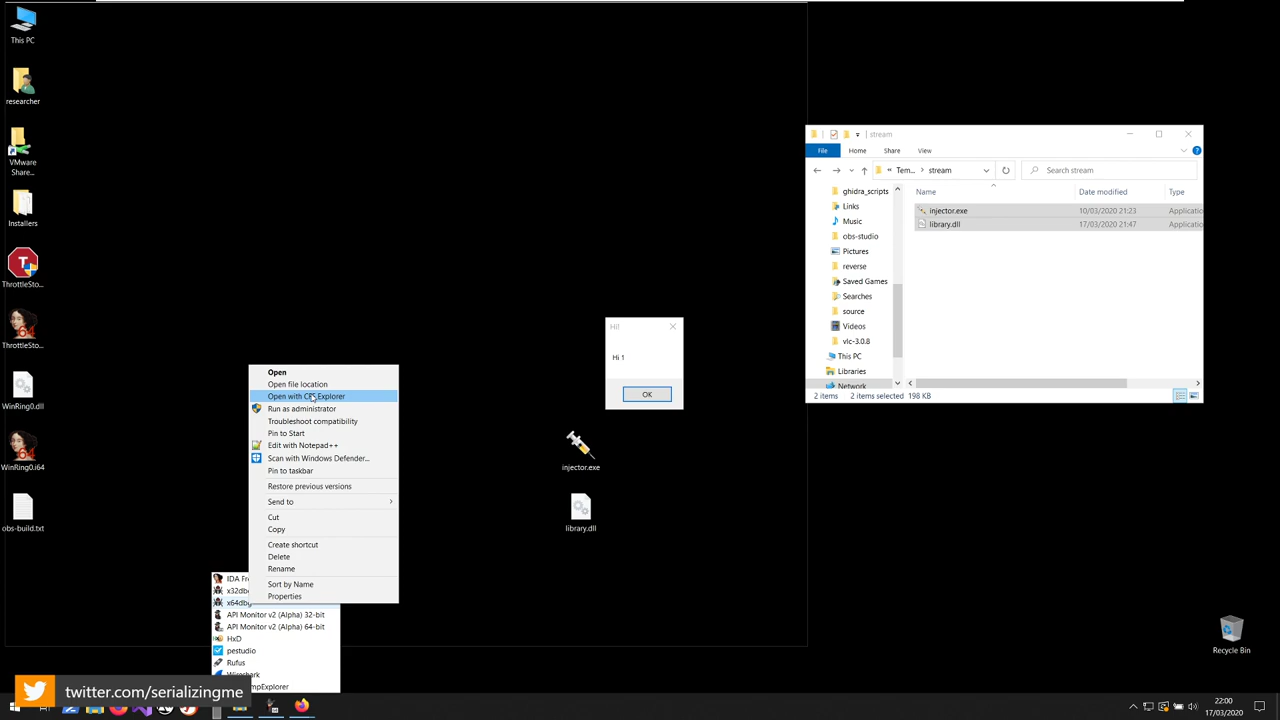 This PC
researcher
VMware
Share...
Installers
ThrottleSto...
ThrottleSto...
WinRing0.dll
WinRing0.i64
obs-build.txt
Open
Open file location
Open with CFF Explorer
Run as administrator
Troubleshoot compatibility
Pin to Start
Edit with Notepad++
Scan with Windows Defender...
Pin to taskbar
Restore previous versions
Send to
Cut
Copy
Create shortcut
Delete
Rename
Sort by Name
Properties
IDA Fr
x32dbg
x64dbg
API Monitor v2 (Alpha) 32-bit
API Monitor v2 (Alpha) 64-bit
HxD
pestudio
Rufus
Wireshark
mpExplorer
twitter.com/serializingme
Hi!
Hi 1
OK
injector.exe
library.dll
stream
File Home Share View
« Tem... › stream
Search stream
Name Date modified Type
injector.exe 10/03/2020 21:23 Applicatio
library.dll 17/03/2020 21:47 Applicatio
ghidra_scripts
Links
Music
obs-studio
Pictures
reverse
Saved Games
Searches
source
Videos
vlc-3.0.8
This PC
Libraries
Network
2 items 2 items selected 198 KB
Recycle Bin
22:00
17/03/2020